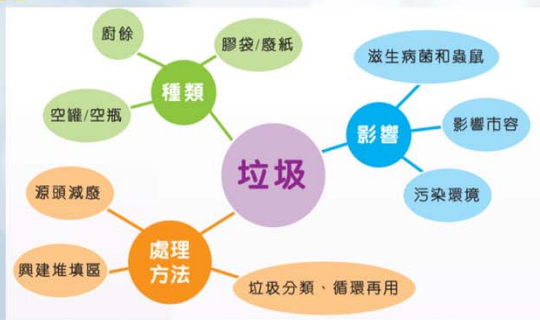 垃圾
種類
廚餘
膠袋/廢紙
空罐/空瓶
影響
滋生病菌和蟲鼠
影響市容
污染環境
處理
方法
源頭減廢
興建堆填區
垃圾分類、循環再用